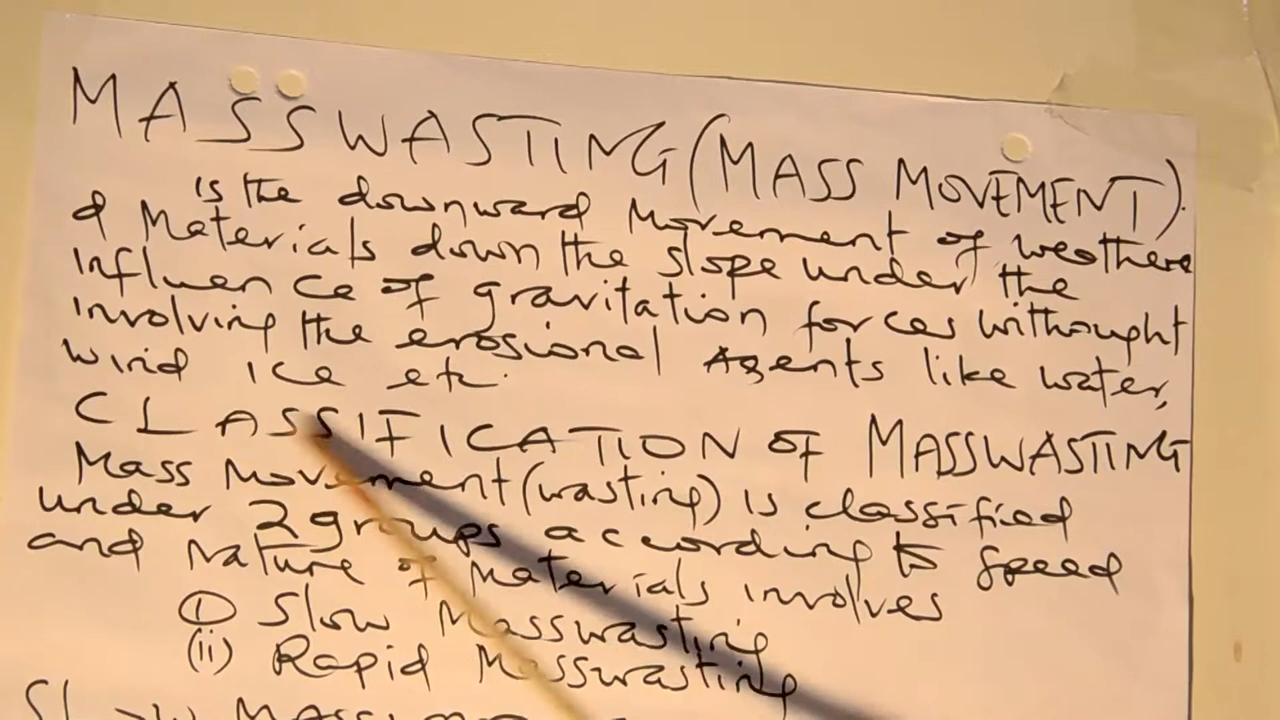 MASSWASTING (MASS MOVEMENT).
is the downward Movement of weathere
d Materials down the slope under the
Influence of gravitation forces withought
involving the erosional Agents like water,
wind ice etc.
CLASSIFICATION OF MASSWASTING
Mass Movement (wasting) is classified
under 2 groups according to speed
and Nature of Materials involves
(i) Slow Masswasting
(ii) Rapid Masswasting